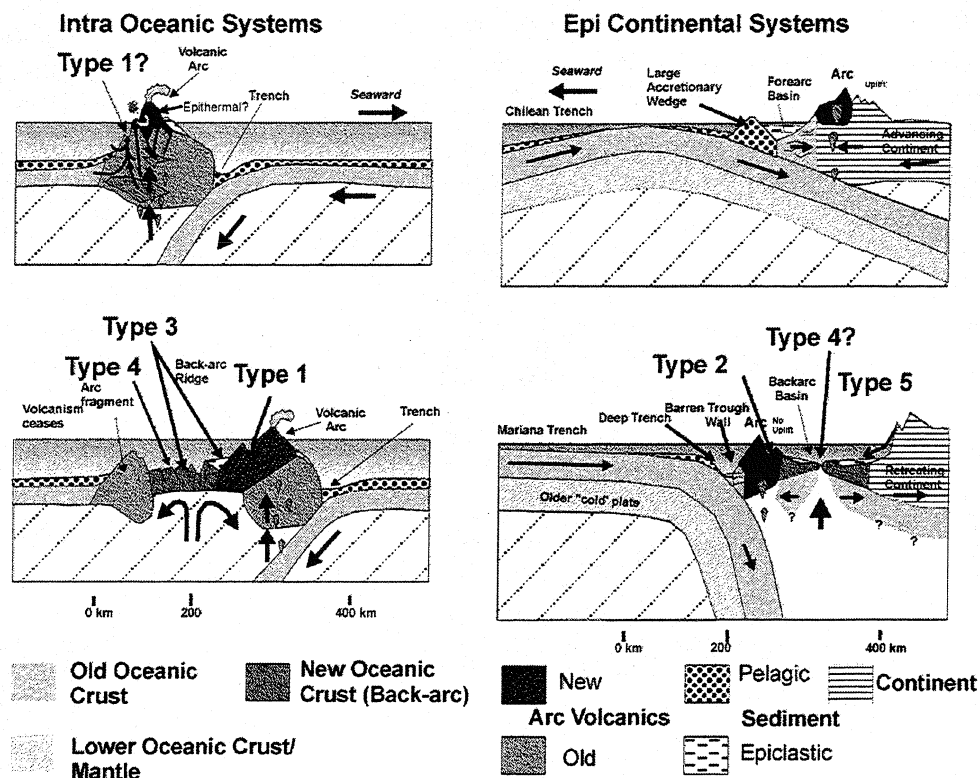 Intra Oceanic Systems
Epi Continental Systems
Type 1?
Volcanic
Arc
Epithermal?
Trench
Seaward
Seaward
Large
Accretionary
Wedge
Forearc
Basin
Arc
Uplift
Chilean Trench
Advancing
Continent
Type 3
Type 4
Back-arc
Ridge
Type 1
Arc
fragment
Volcanism
ceases
Volcanic
Arc
Trench
0 km
200
400 km
Type 4?
Type 2
Backarc
Basin
Type 5
Barren Trough
Wall
Deep Trench
Arc
No
Uplift
Mariana Trench
Retreating
Continent
Older "cold" plate
?
?
?
?
0 km
200
400 km
Old Oceanic
Crust
New Oceanic
Crust (Back-arc)
Lower Oceanic Crust/
Mantle
New
Pelagic
Continent
Arc Volcanics
Sediment
Old
Epiclastic